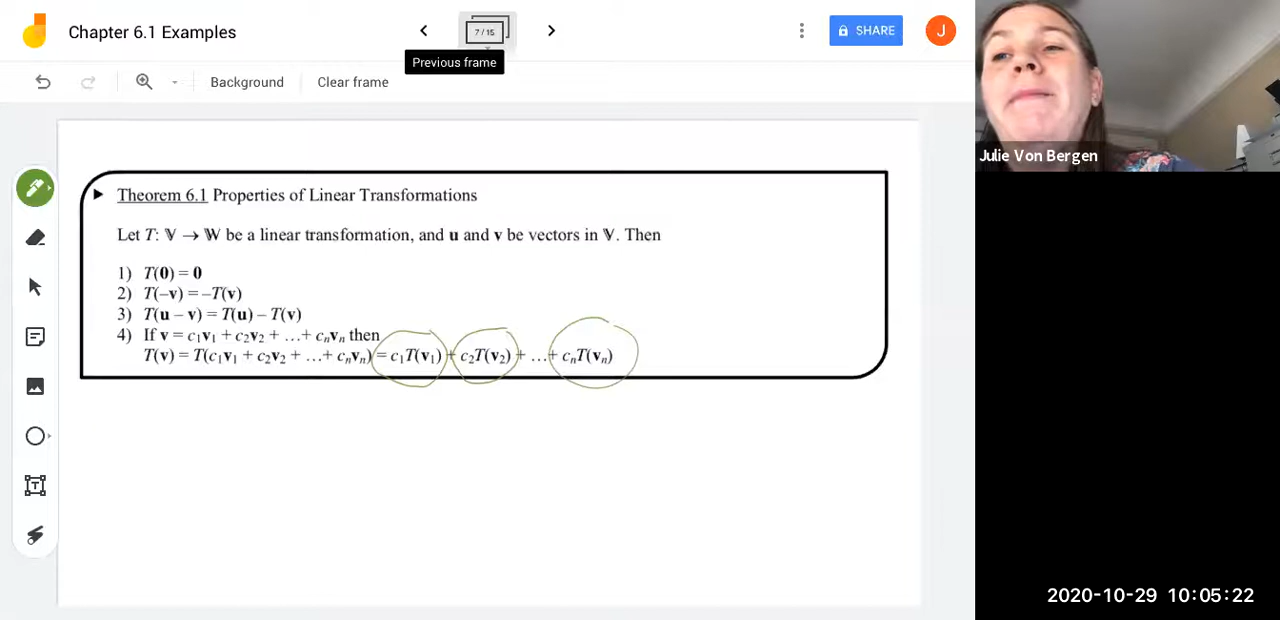 Chapter 6.1 Examples
7 / 15
SHARE
J
Previous frame
Background
Clear frame
Julie Von Bergen
Theorem 6.1 Properties of Linear Transformations
Let T: 𝕍 → 𝕎 be a linear transformation, and u and v be vectors in 𝕍. Then
1) T(0) = 0
2) T(–v) = –T(v)
3) T(u – v) = T(u) – T(v)
4) If v = c₁v₁ + c₂v₂ + …+ cₙvₙ then
T(v) = T(c₁v₁ + c₂v₂ + …+ cₙvₙ) = c₁T(v₁) + c₂T(v₂) + …+ cₙT(vₙ)
T
2020-10-29 10:05:22